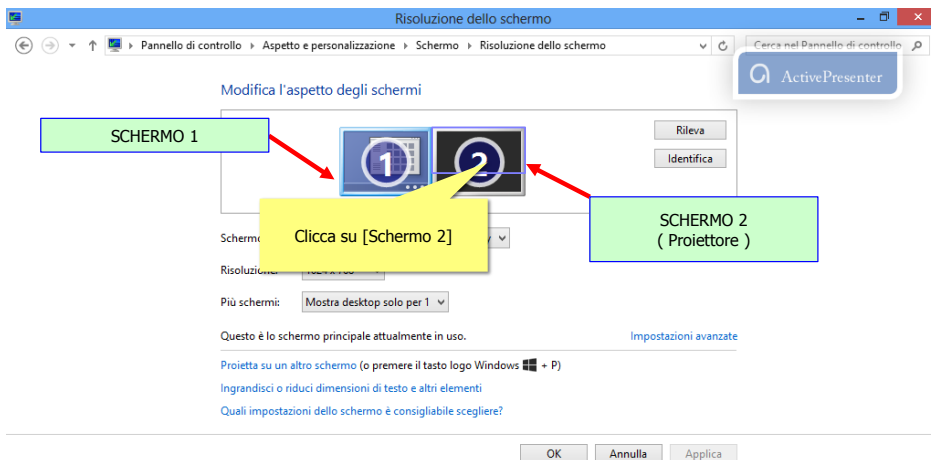 Risoluzione dello schermo
Pannello di controllo Aspetto e personalizzazione Schermo Risoluzione dello schermo
Cerca nel Pannello di controllo
ActivePresenter
Modifica l'aspetto degli schermi
SCHERMO 1
1
2
Rileva
Identifica
SCHERMO 2
( Proiettore )
Clicca su [Schermo 2]
Più schermi:
Mostra desktop solo per 1
Questo è lo schermo principale attualmente in uso.
Impostazioni avanzate
Proietta su un altro schermo (o premere il tasto logo Windows + P)
Ingrandisci o riduci dimensioni di testo e altri elementi
Quali impostazioni dello schermo è consigliabile scegliere?
OK
Annulla
Applica